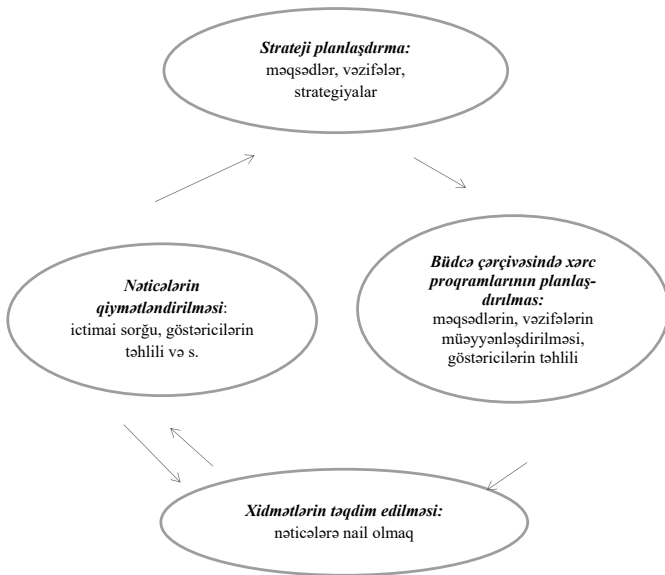 Strateji planlaşdırma:
məqsədlər, vəzifələr,
strategiyalar
Nəticələrin
qiymətləndirilməsi:
ictimai sorğu, göstəricilərin
təhlili və s.
Büdcə çərçivəsində xərc
proqramlarının planlaş-
dırılmas:
məqsədlərin, vəzifələrin
müəyyənləşdirilməsi,
göstəricilərin təhlili
Xidmətlərin təqdim edilməsi:
nəticələrə nail olmaq